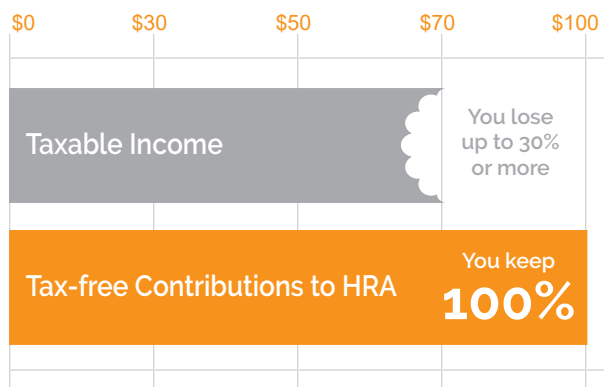 $0 $30 $50 $70 $100
Taxable Income
You lose
up to 30%
or more
Tax-free Contributions to HRA
You keep
100%